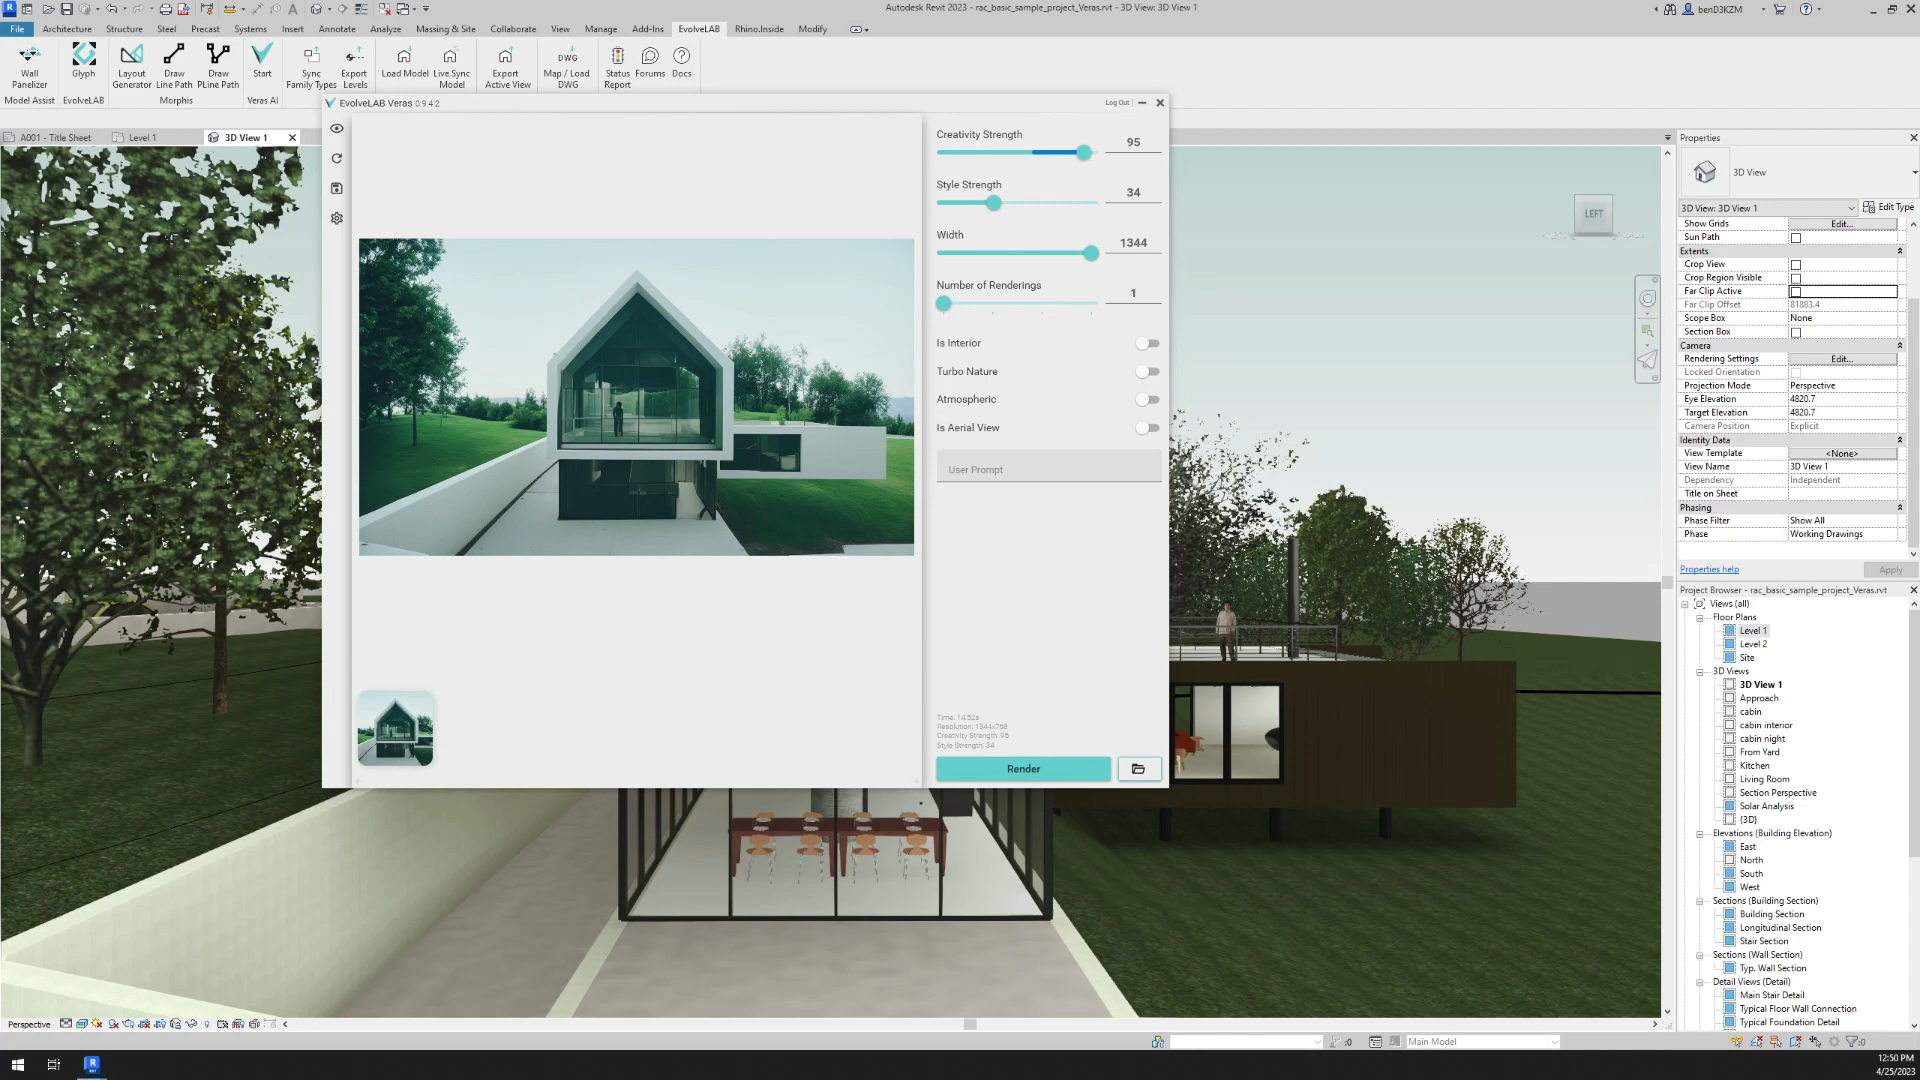 Autodesk Revit 2023 - rac_basic_sample_project_Veras.rvt - 3D View: 3D View 1
benD3KZM
File Architecture Structure Steel Precast Systems Insert Annotate Analyze Massing & Site Collaborate View Manage Add-Ins EvolveLAB Rhino.Inside Modify
Wall Panelizer
Glyph
Layout Generator
Draw Line Path
Draw PLine Path
Start
Sync Family Types
Export Levels
Load Model
Live Sync Model
Export Active View
DWG
Map / Load DWG
Status Report
Forums
Docs
Model Assist EvolveLAB Morphis Veras AI
EvolveLAB Veras 0.9.4.2
Log Out
A001 - Title Sheet
Level 1
3D View 1
Creativity Strength
95
Style Strength
34
Width
1344
Number of Renderings
1
Is Interior
Turbo Nature
Atmospheric
Is Aerial View
User Prompt
Time: 14.52s
Resolution: 1344x768
Creativity Strength: 95
Style Strength: 34
Render
LEFT
Properties
3D View
3D View: 3D View 1
Edit Type
Show Grids Edit...
Sun Path
Extents
Crop View
Crop Region Visible
Far Clip Active
Far Clip Offset 81883.4
Scope Box None
Section Box
Camera
Rendering Settings Edit...
Locked Orientation
Projection Mode Perspective
Eye Elevation 4820.7
Target Elevation 4820.7
Camera Position Explicit
Identity Data
View Template <None>
View Name 3D View 1
Dependency Independent
Title on Sheet
Phasing
Phase Filter Show All
Phase Working Drawings
Properties help
Apply
Project Browser - rac_basic_sample_project_Veras.rvt
Views (all)
Floor Plans
Level 1
Level 2
Site
3D Views
3D View 1
Approach
cabin
cabin interior
cabin night
From Yard
Kitchen
Living Room
Section Perspective
Solar Analysis
{3D}
Elevations (Building Elevation)
East
North
South
West
Sections (Building Section)
Building Section
Longitudinal Section
Stair Section
Sections (Wall Section)
Typ. Wall Section
Detail Views (Detail)
Main Stair Detail
Typical Floor Wall Connection
Typical Foundation Detail
Perspective
:0
Main Model
:0
12:50 PM
4/25/2023